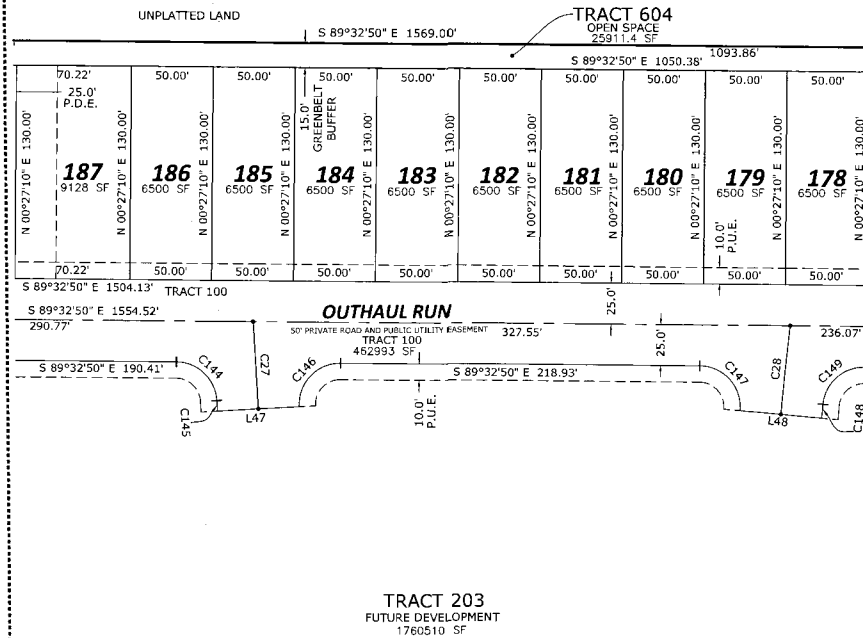 UNPLATTED LAND
S 89°32'50" E 1569.00'
TRACT 604
OPEN SPACE
25911.4 SF
S 89°32'50" E 1050.38'
1093.86'
70.22' 50.00' 50.00' 50.00' 50.00' 50.00' 50.00' 50.00' 50.00' 50.00'
25.0'
P.D.E.
15.0'
GREENBELT
BUFFER
N 00°27'10" E 130.00'
N 00°27'10" E 130.00'
N 00°27'10" E 130.00'
N 00°27'10" E 130.00'
N 00°27'10" E 130.00'
N 00°27'10" E 130.00'
N 00°27'10" E 130.00'
N 00°27'10" E 130.00'
N 00°27'10" E 130.00'
N 00°27'10" E 130.00'
N 00°27'10" E 130.00'
187 186 185 184 183 182 181 180 179 178
9128 SF 6500 SF 6500 SF 6500 SF 6500 SF 6500 SF 6500 SF 6500 SF 6500 SF 6500 SF
10.0'
P.U.E.
70.22' 50.00' 50.00' 50.00' 50.00' 50.00' 50.00' 50.00' 50.00' 50.00'
S 89°32'50" E 1504.13' TRACT 100
25.0'
S 89°32'50" E 1554.52'
OUTHAUL RUN
290.77'
50' PRIVATE ROAD AND PUBLIC UTILITY EASEMENT
327.55'
236.07'
TRACT 100
462993 SF
25.0'
S 89°32'50" E 190.41'
C144
C27
C146
S 89°32'50" E 218.93'
C147
C28
C149
10.0'
P.U.E.
C145
L47
L48
C148
TRACT 203
FUTURE DEVELOPMENT
1760510 SF